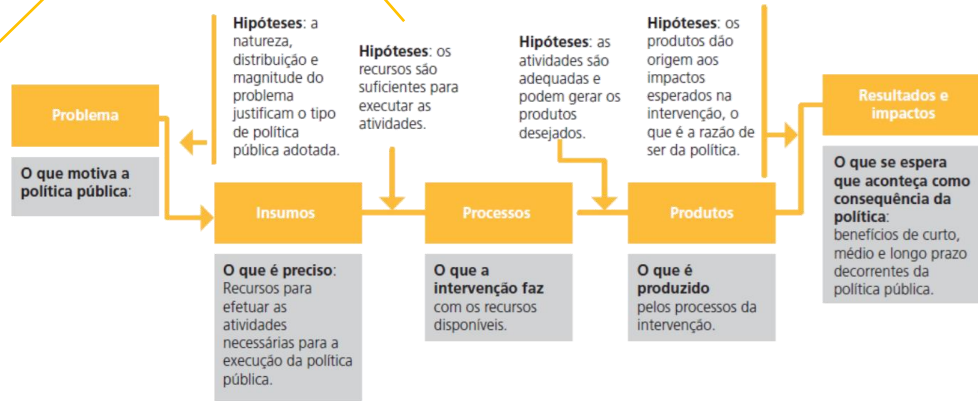 Problema
O que motiva a
política pública:
Hipóteses: a
natureza,
distribuição e
magnitude do
problema
justificam o tipo
de política
pública adotada.
Insumos
O que é preciso:
Recursos para
efetuar as
atividades
necessárias para a
execução da política
pública.
Hipóteses: os
recursos são
suficientes para
executar as
atividades.
Processos
O que a
intervenção faz
com os recursos
disponíveis.
Hipóteses: as
atividades são
adequadas e
podem gerar os
produtos
desejados.
Produtos
O que é
produzido
pelos processos da
intervenção.
Hipóteses: os
produtos dão
origem aos
impactos
esperados na
intervenção, o
que é a razão de
ser da política.
Resultados e
impactos
O que se espera
que aconteça como
consequência da
política:
benefícios de curto,
médio e longo prazo
decorrentes da
política pública.